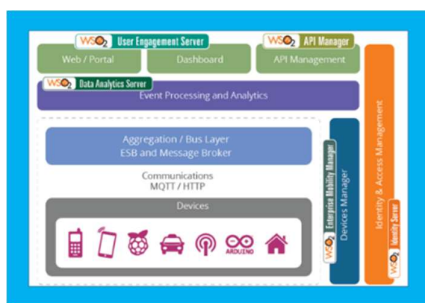 WSO2 User Engagement Server
WSO2 API Manager
Web / Portal
Dashboard
API Management
WSO2 Data Analytics Server
Event Processing and Analytics
Aggregation / Bus Layer
ESB and Message Broker
Communications
MQTT / HTTP
Devices
ARDUINO
WSO2 Enterprise Mobility Manager
Devices Manager
Identity & Access Management
WSO2 Identity Server